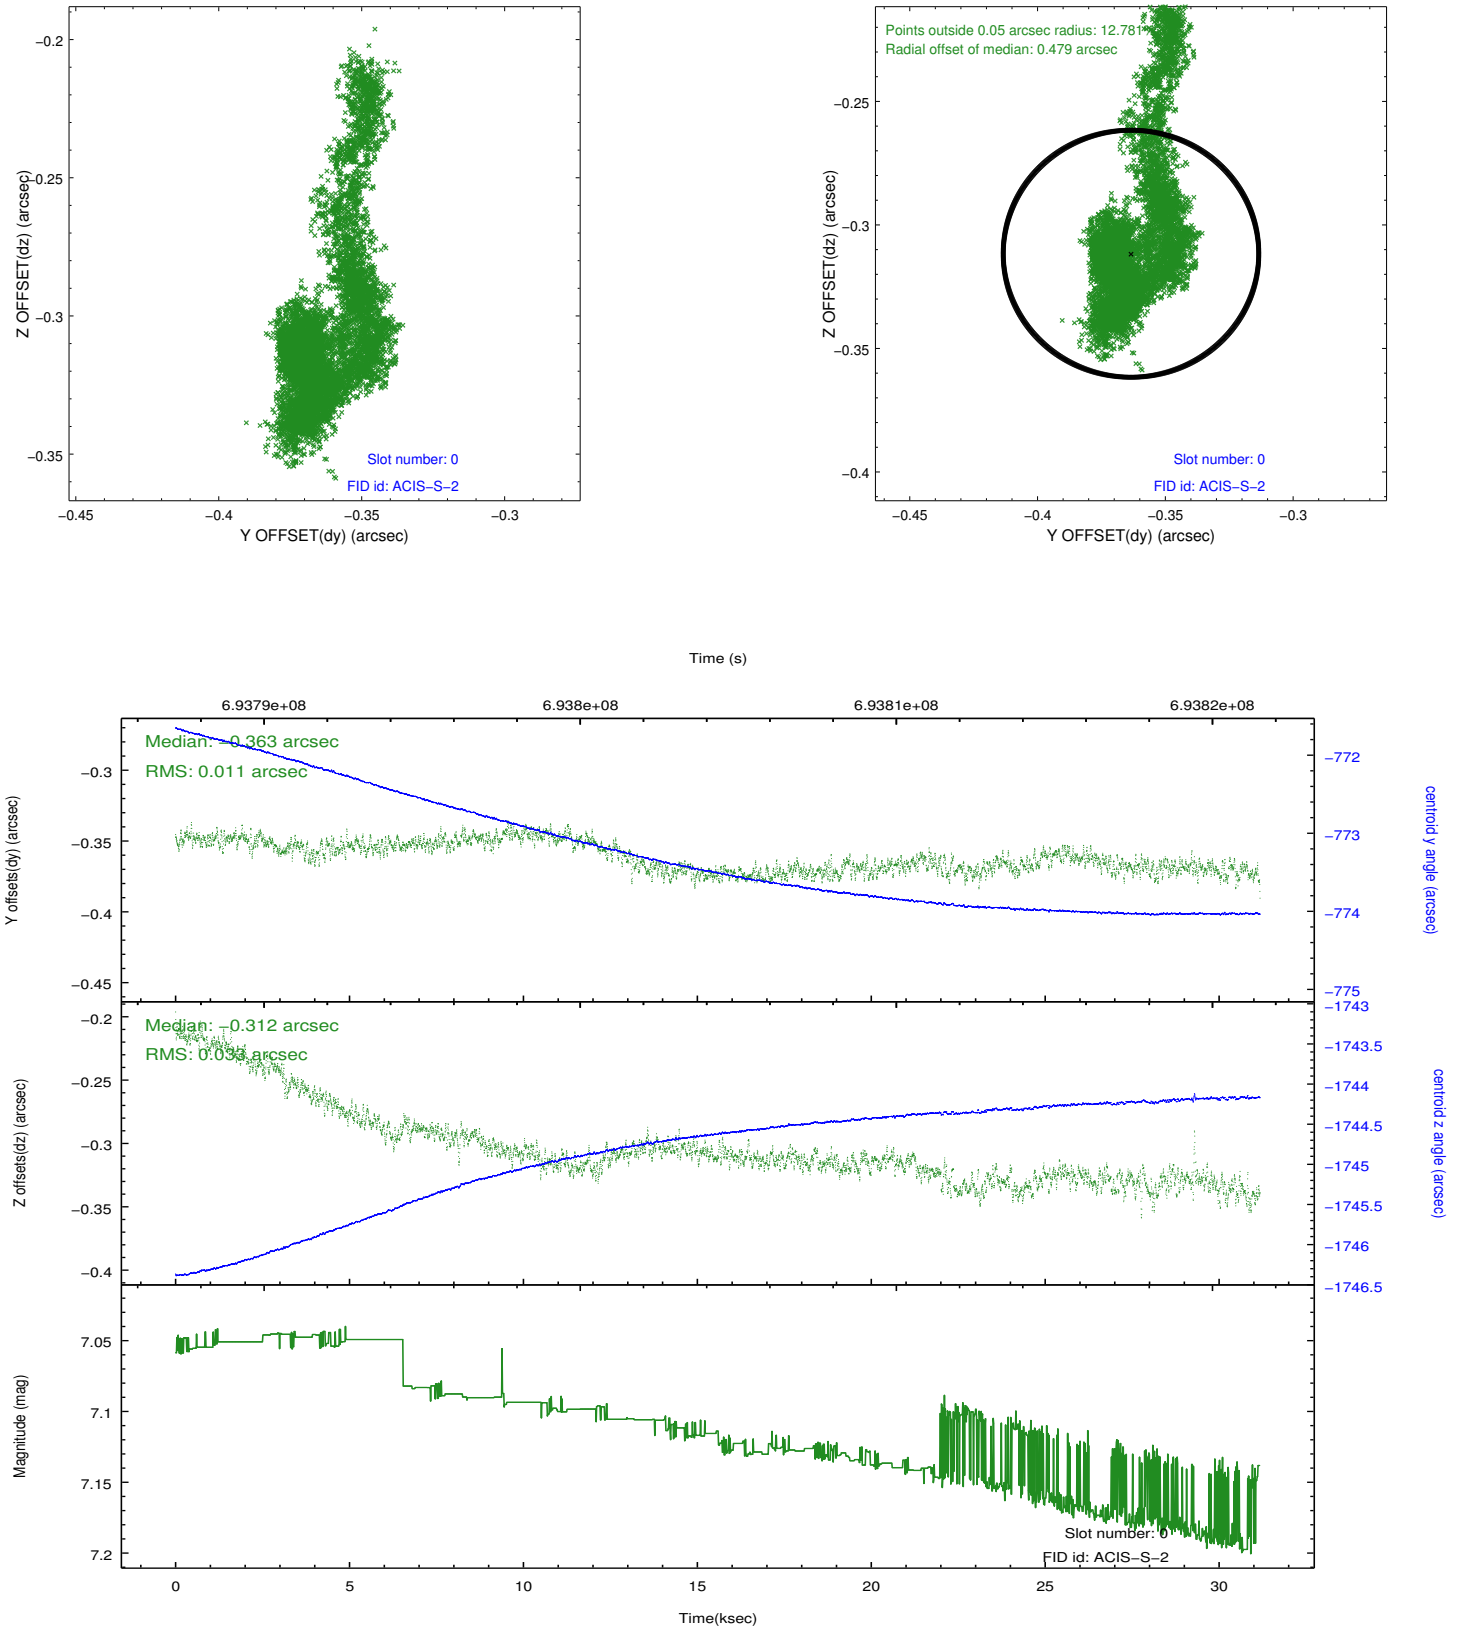 −0.2
−0.25
−0.3
−0.35
Z OFFSET(dz) (arcsec)
Slot number: 0
FID id: ACIS−S−2
−0.45 −0.4 −0.35 −0.3
Y OFFSET(dy) (arcsec)
Points outside 0.05 arcsec radius: 12.781
Radial offset of median: 0.479 arcsec
−0.25
−0.3
−0.35
−0.4
Z OFFSET(dz) (arcsec)
Slot number: 0
FID id: ACIS−S−2
−0.45 −0.4 −0.35 −0.3
Y OFFSET(dy) (arcsec)
Time (s)
6.9379e+08 6.938e+08 6.9381e+08 6.9382e+08
Median: −0.363 arcsec
RMS: 0.011 arcsec
−0.3
−0.35
−0.4
−0.45
Y offsets(dy) (arcsec)
−772
−773
−774
−775
centroid y angle (arcsec)
Median: −0.312 arcsec
RMS: 0.033 arcsec
−0.2
−0.25
−0.3
−0.35
−0.4
Z offsets(dz) (arcsec)
−1743
−1743.5
−1744
−1744.5
−1745
−1745.5
−1746
−1746.5
centroid z angle (arcsec)
7.05
7.1
7.15
7.2
Magnitude (mag)
Slot number: 0
FID id: ACIS−S−2
0 5 10 15 20 25 30
Time(ksec)